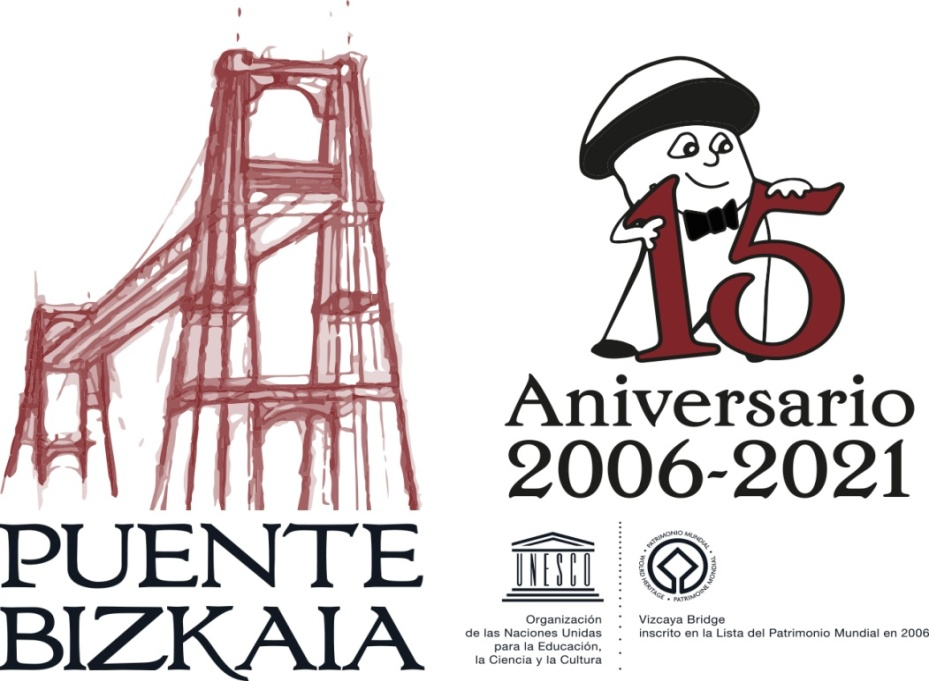 PUENTE
BIZKAIA
15
Aniversario
2006-2021
UNESCO
Organización
de las Naciones Unidas
para la Educación,
la Ciencia y la Cultura
PATRIMONIO MUNDIAL • WORLD HERITAGE • PATRIMOINE MONDIAL •
Vizcaya Bridge
inscrito en la Lista del Patrimonio Mundial en 2006